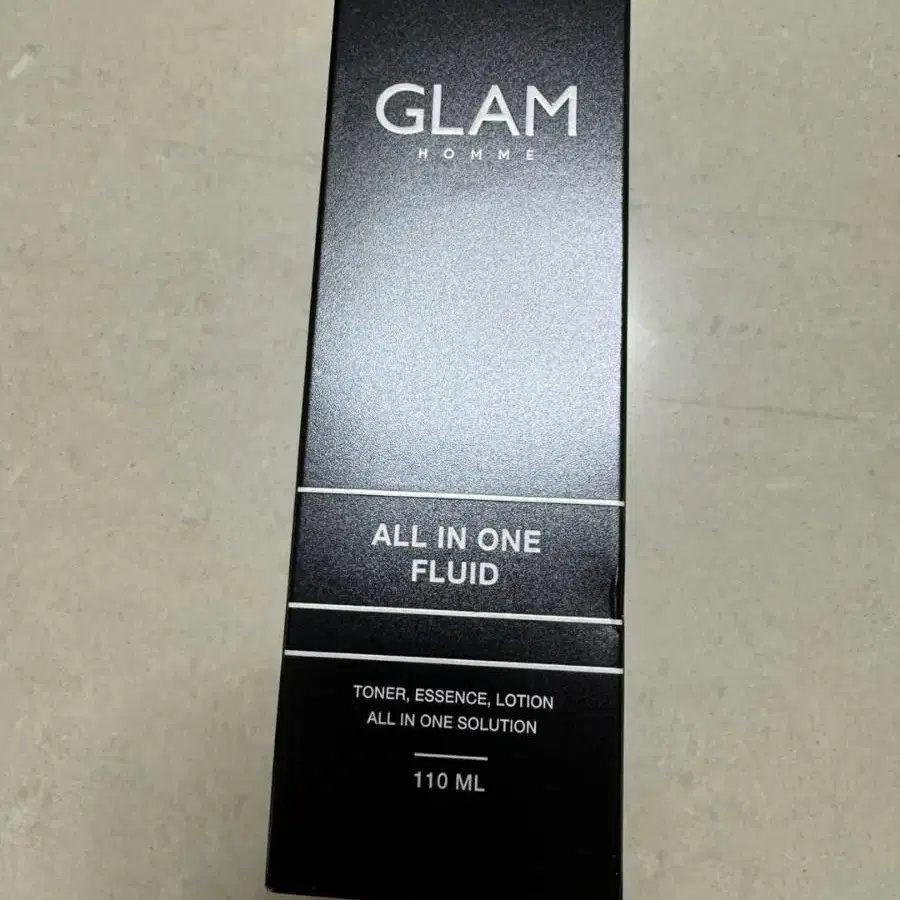 GLAM
HOMME
ALL IN ONE
FLUID
TONER, ESSENCE, LOTION
ALL IN ONE SOLUTION
110 ML